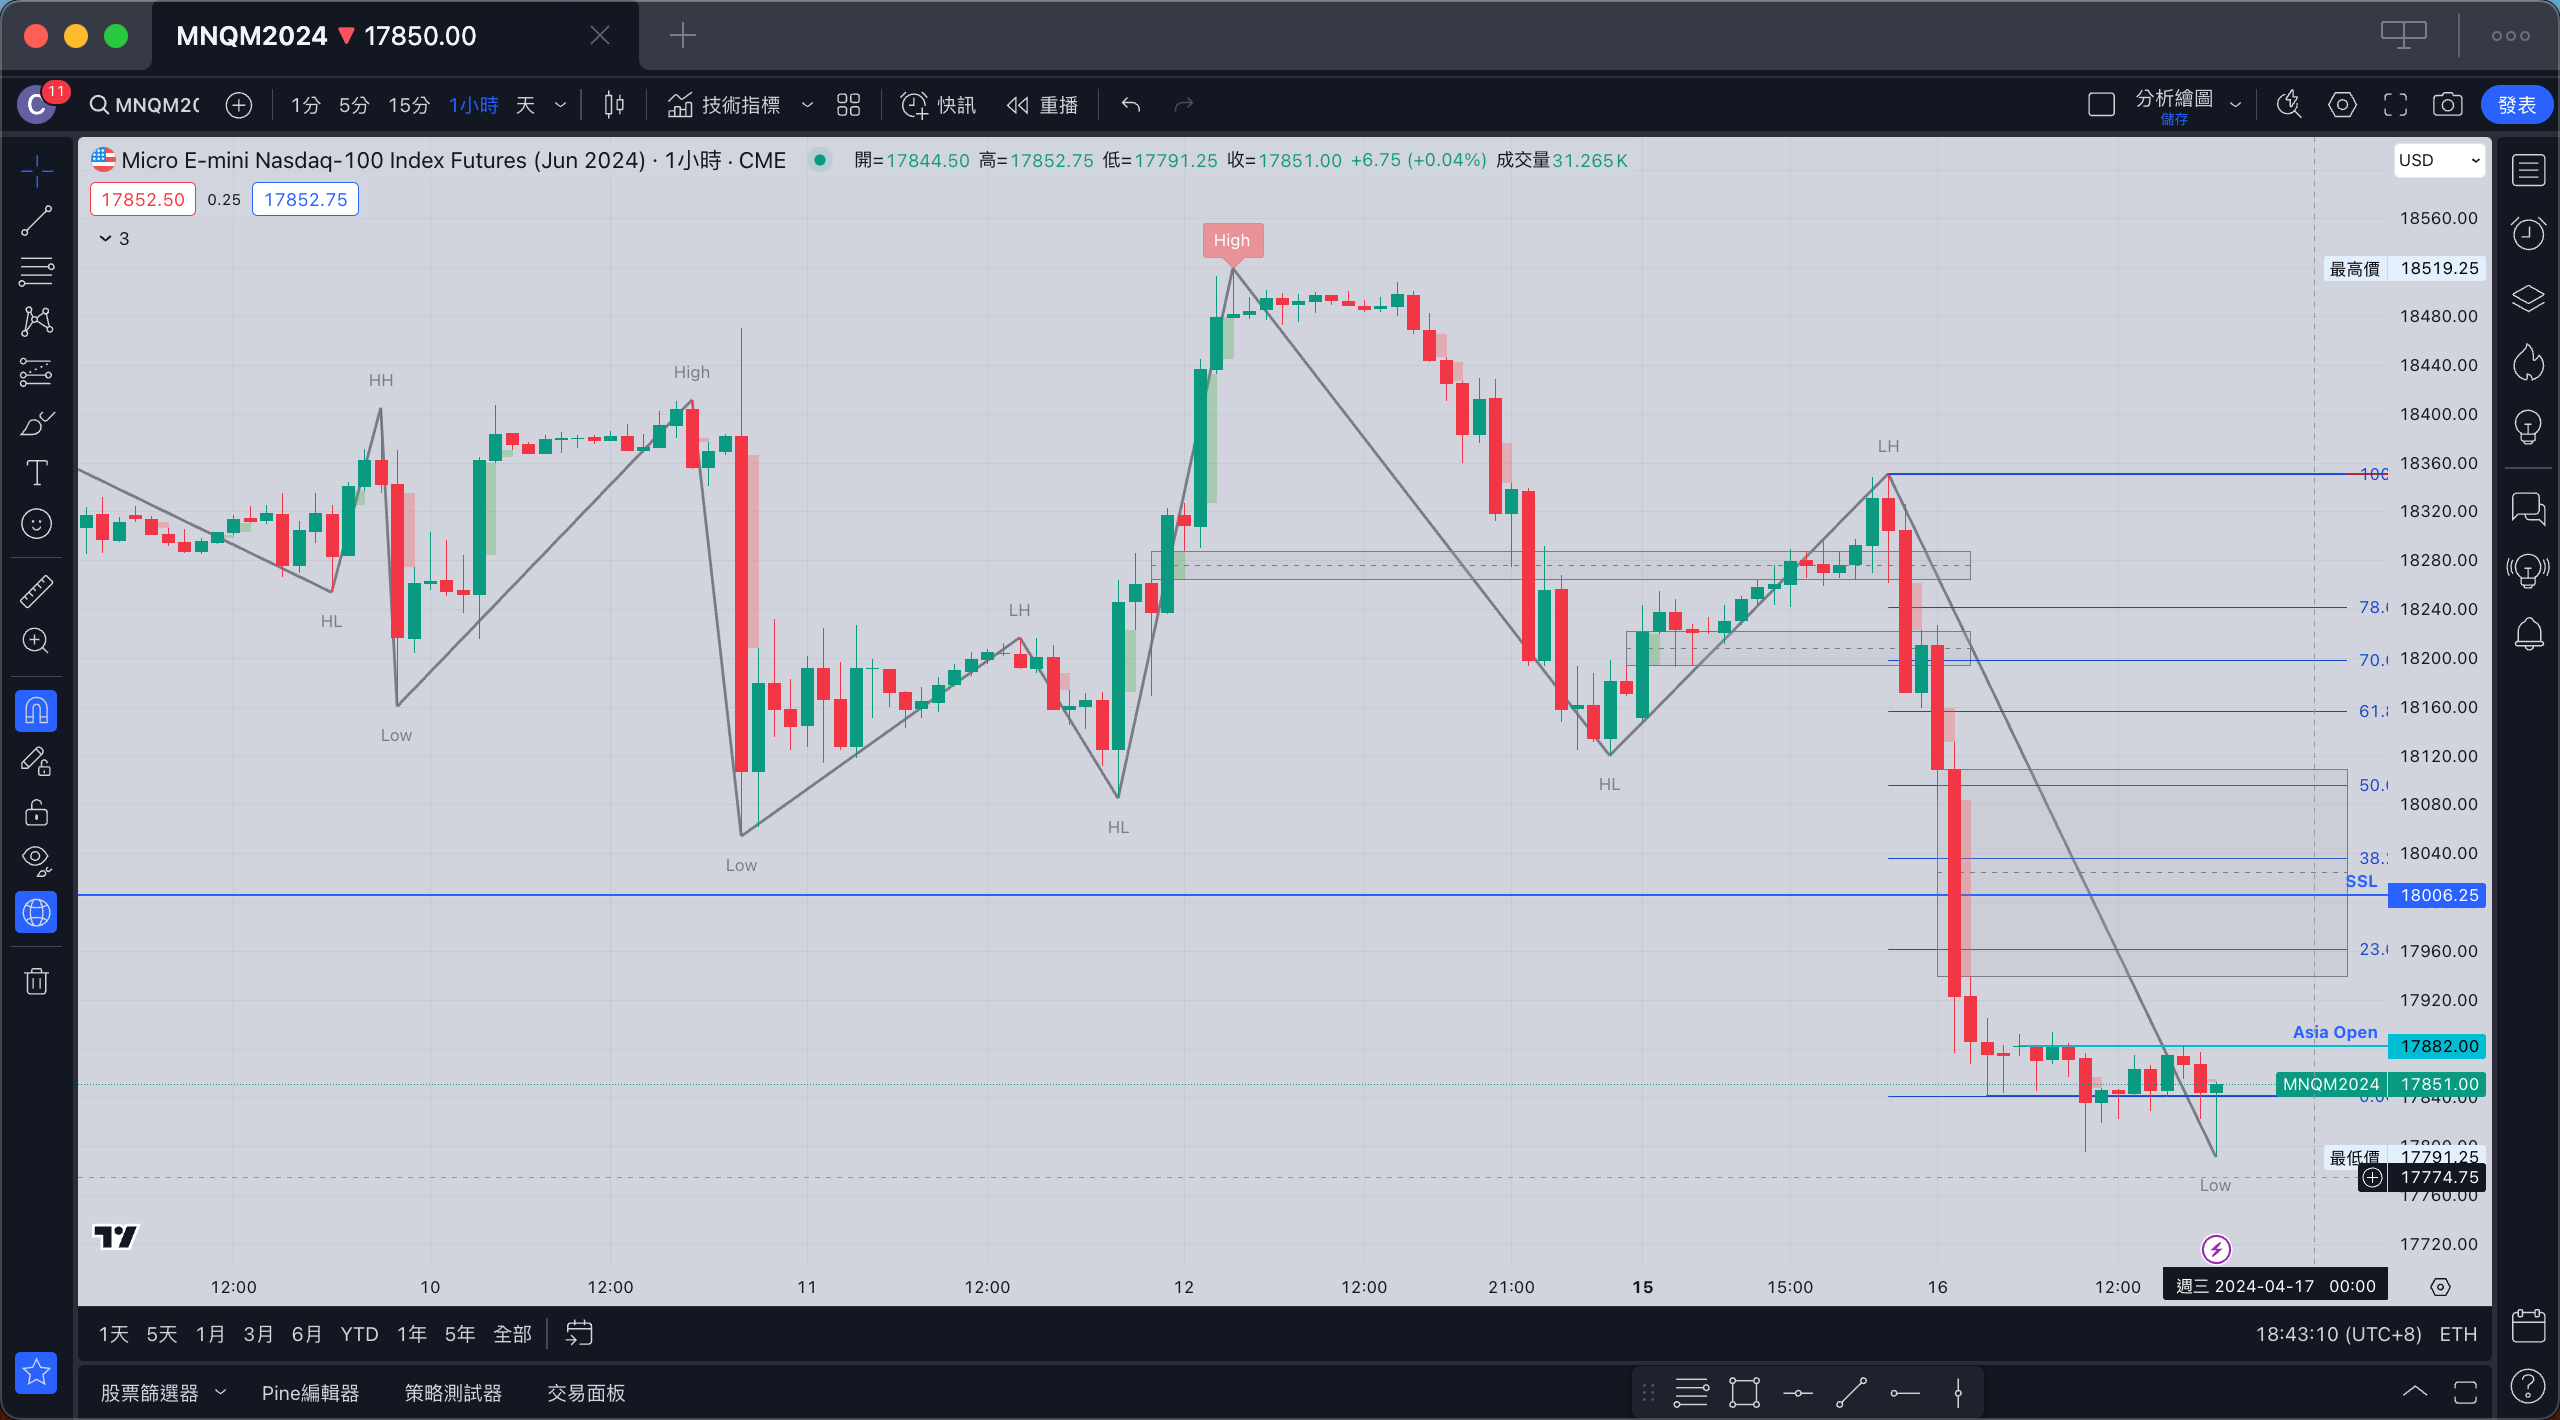 MNQM2024 ▼ 17850.00
C 11 MNQM20 1分 5分 15分 1小時 天 技術指標 快訊 重播 分析繪圖 發表
儲存
Micro E-mini Nasdaq-100 Index Futures (Jun 2024) · 1小時 · CME 開=17844.50 高=17852.75 低=17791.25 收=17851.00 +6.75 (+0.04%) 成交量31.265K USD
17852.50 0.25 17852.75
3
18560.00
High
最高價 18519.25
18480.00
High 18440.00
HH
18400.00
LH
18360.00
100
18320.00
18280.00
78.
LH 18240.00
HL
18200.00
70.
18160.00
61.8
Low
18120.00
HL 50.
18080.00
HL
18040.00
38.
Low
SSL
18006.25
23. 17960.00
17920.00
Asia Open
17882.00
MNQM2024 17851.00
0.0 17840.00
17800.00
最低價 17791.25
17774.75
Low
17760.00
17720.00
12:00 10 12:00 11 12:00 12 12:00 21:00 15 15:00 16 12:00 週三 2024-04-17 00:00
1天 5天 1月 3月 6月 YTD 1年 5年 全部 18:43:10 (UTC+8) ETH
股票篩選器 Pine編輯器 策略測試器 交易面板